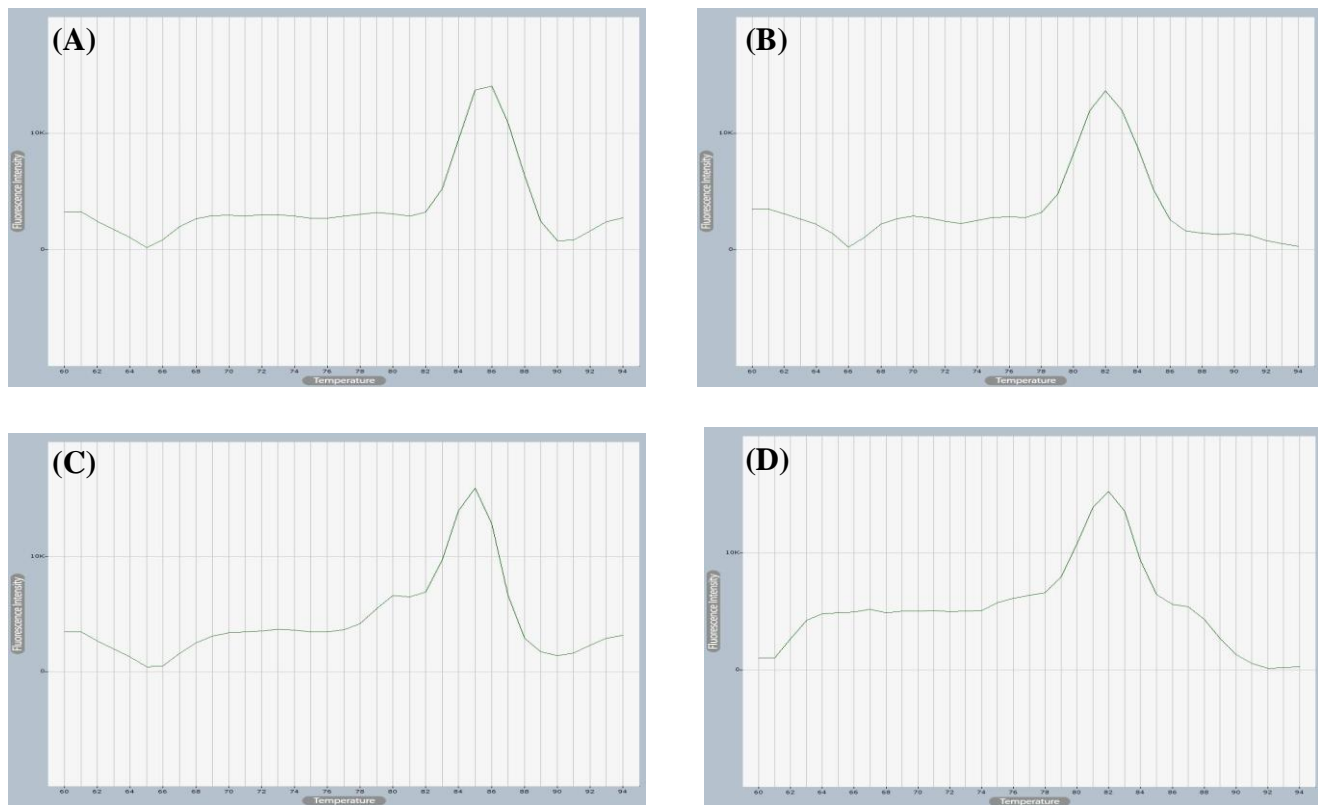 (A)
10K
0
Fluorescence Intensity
60 62 64 66 68 70 72 74 76 78 80 82 84 86 88 90 92 94
Temperature
(B)
10K
0
Fluorescence Intensity
60 62 64 66 68 70 72 74 76 78 80 82 84 86 88 90 92 94
Temperature
(C)
10K
0
Fluorescence Intensity
60 62 64 66 68 70 72 74 76 78 80 82 84 86 88 90 92 94
Temperature
(D)
10K
0
Fluorescence Intensity
60 62 64 66 68 70 72 74 76 78 80 82 84 86 88 90 92 94
Temperature